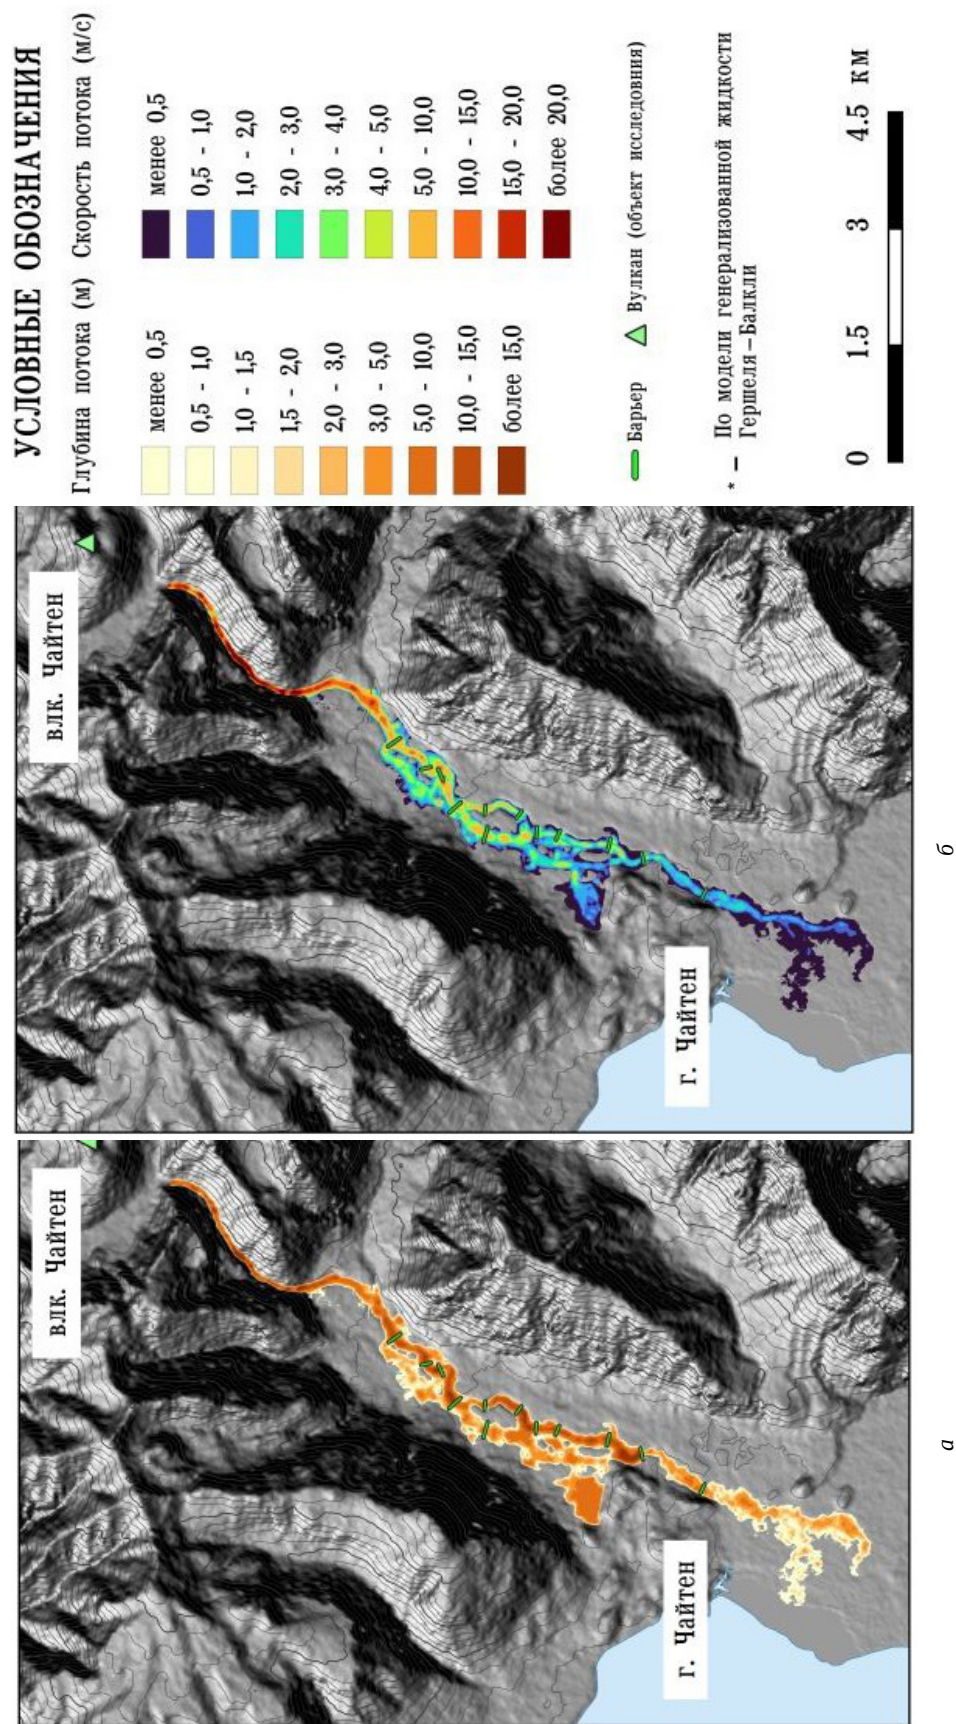 УСЛОВНЫЕ ОБОЗНАЧЕНИЯ
Глубина потока (м)
менее 0,5
0,5 - 1,0
1,0 - 1,5
1,5 - 2,0
2,0 - 3,0
3,0 - 5,0
5,0 - 10,0
10,0 - 15,0
более 15,0
Скорость потока (м/с)
менее 0,5
0,5 - 1,0
1,0 - 2,0
2,0 - 3,0
3,0 - 4,0
4,0 - 5,0
5,0 - 10,0
10,0 - 15,0
15,0 - 20,0
более 20,0
Барьер
Вулкан (объект исследовния)
* — По модели генерализованной жидкости
Гершеля-Балкли
0 1.5 3 4.5 км
влк. Чайтен
г. Чайтен
б
влк. Чайтен
г. Чайтен
а